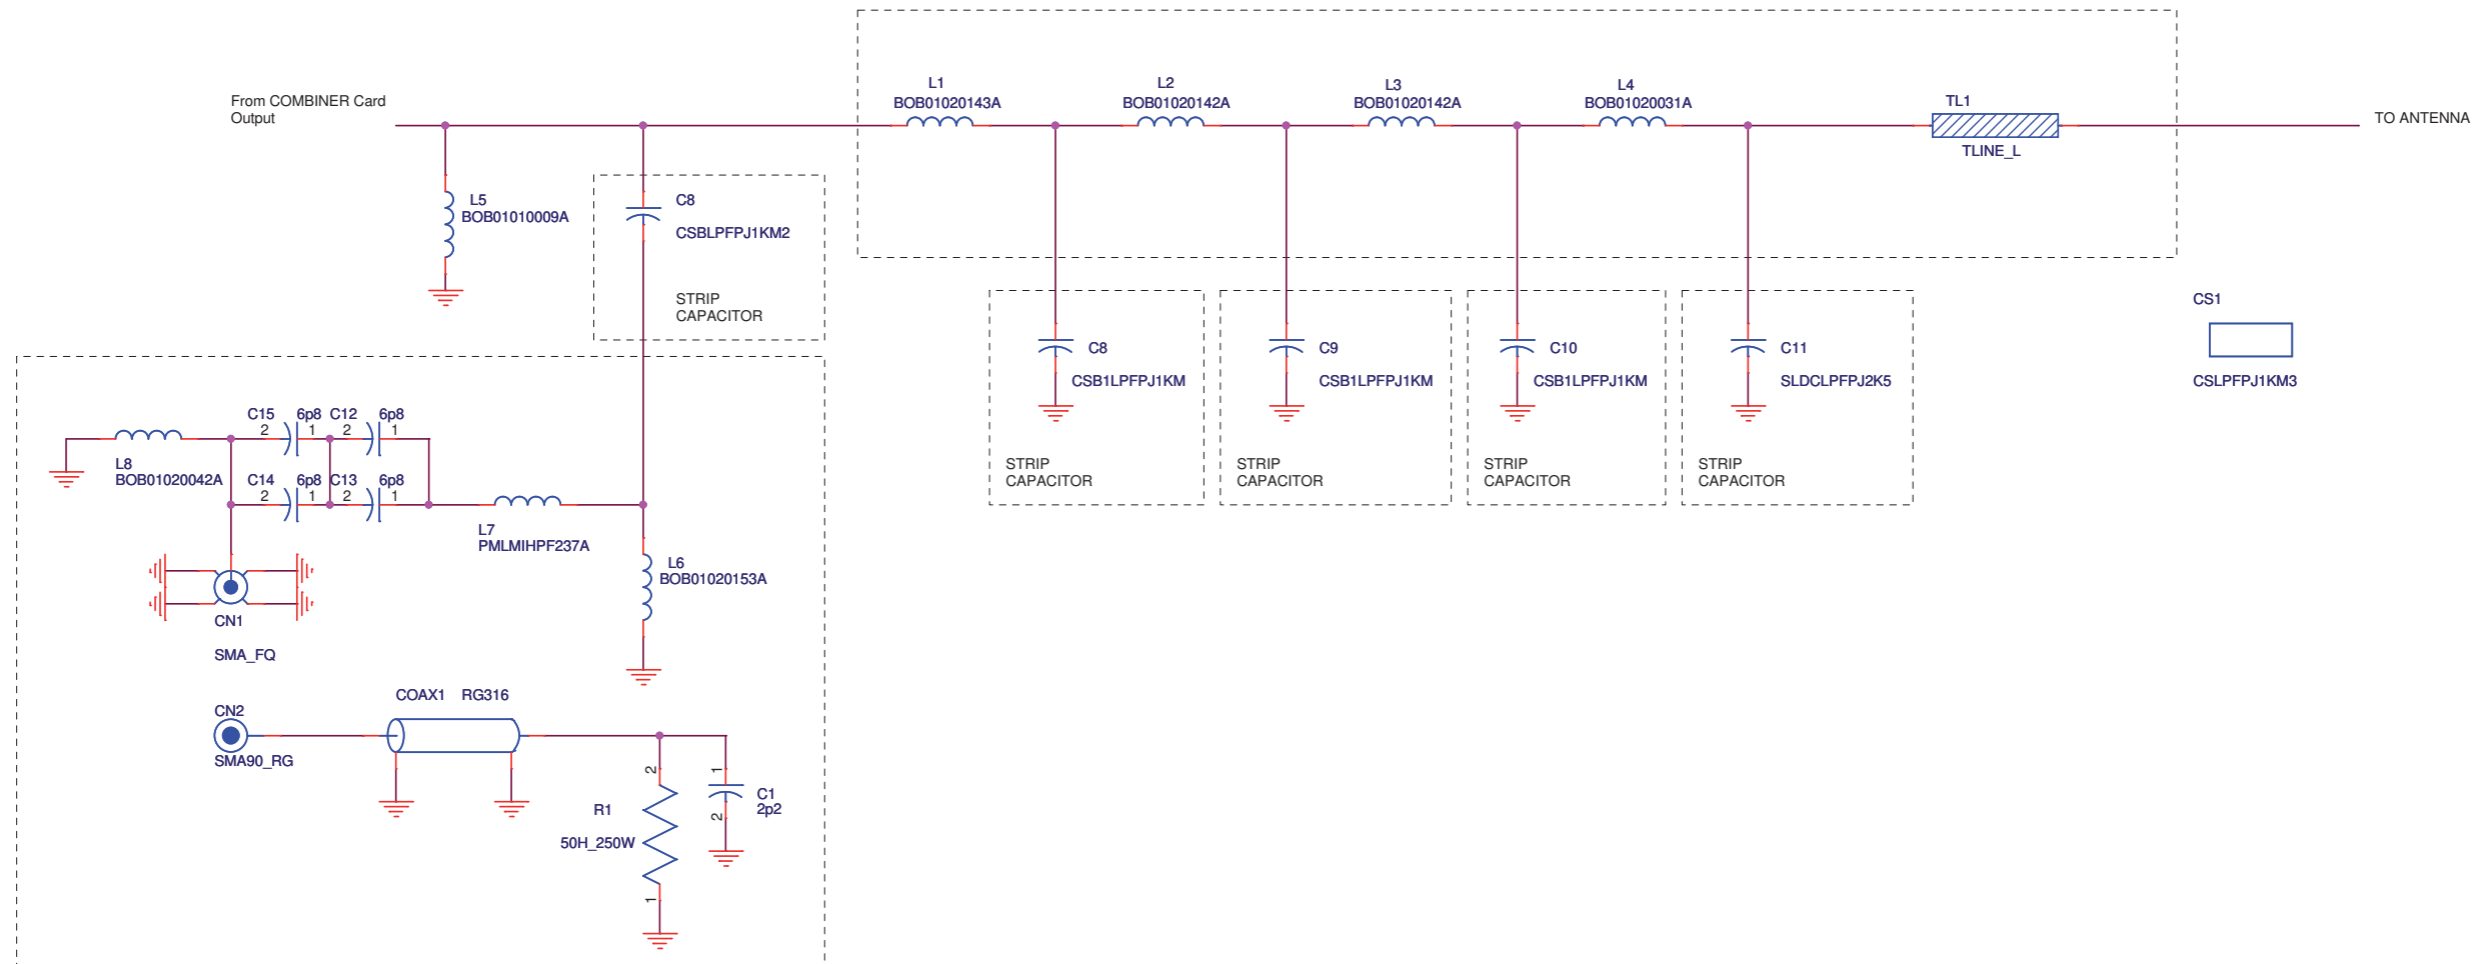 From COMBINER Card
Output
L1
BOB01020143A
L2
BOB01020142A
L3
BOB01020142A
L4
BOB01020031A
TL1
TLINE_L
TO ANTENNA
L5
BOB01010009A
C8
CSBLPFPJ1KM2
STRIP
CAPACITOR
C8
CSB1LPFPJ1KM
STRIP
CAPACITOR
C9
CSB1LPFPJ1KM
STRIP
CAPACITOR
C10
CSB1LPFPJ1KM
STRIP
CAPACITOR
C11
SLDCLPFPJ2K5
STRIP
CAPACITOR
CS1
CSLPFPJ1KM3
C15 6p8 C12 6p8
2 1 2 1
L8
BOB01020042A
C14 6p8 C13 6p8
2 1 2 1
L7
PMLMIHPF237A
L6
BOB01020153A
CN1
SMA_FQ
COAX1 RG316
CN2
SMA90_RG
2
R1
50H_250W
1
1
C1
2p2
2